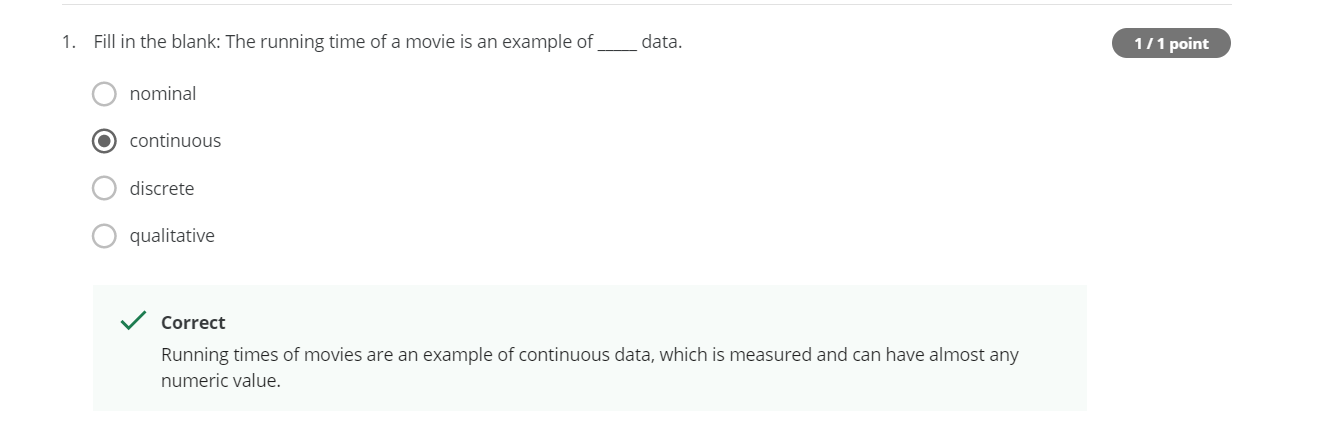 1. Fill in the blank: The running time of a movie is an example of _____ data.
1 / 1 point
nominal
continuous
discrete
qualitative
Correct
Running times of movies are an example of continuous data, which is measured and can have almost any
numeric value.